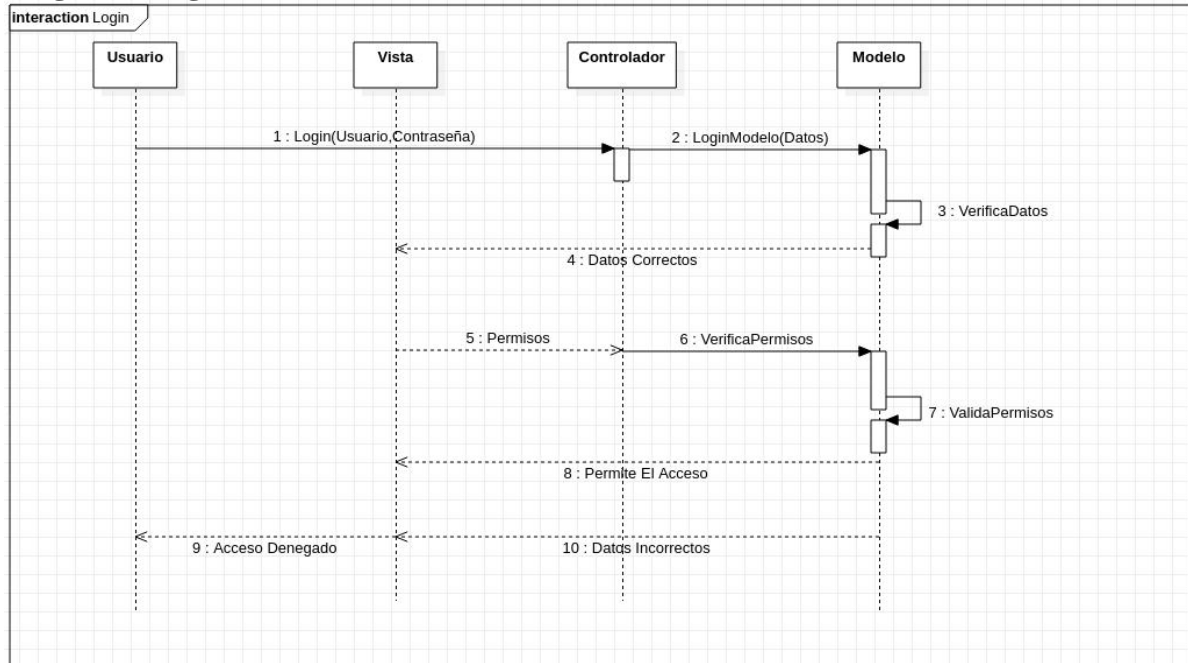 interaction Login
Usuario
Vista
Controlador
Modelo
1 : Login(Usuario,Contraseña)
2 : LoginModelo(Datos)
3 : VerificaDatos
4 : Datos Correctos
5 : Permisos
6 : VerificaPermisos
7 : ValidaPermisos
8 : Permite El Acceso
9 : Acceso Denegado
10 : Datos Incorrectos